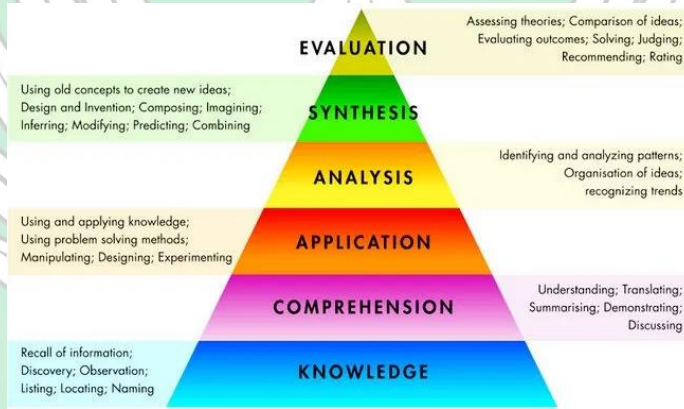 EVALUATION
Assessing theories; Comparison of ideas;
Evaluating outcomes; Solving; Judging;
Recommending; Rating
Using old concepts to create new ideas;
Design and Invention; Composing; Imagining;
Inferring; Modifying; Predicting; Combining
SYNTHESIS
ANALYSIS
Identifying and analyzing patterns;
Organisation of ideas;
recognizing trends
Using and applying knowledge;
Using problem solving methods;
Manipulating; Designing; Experimenting
APPLICATION
COMPREHENSION
Understanding; Translating;
Summarising; Demonstrating;
Discussing
Recall of information;
Discovery; Observation;
Listing; Locating; Naming
KNOWLEDGE